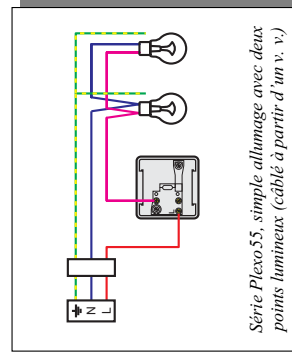 N
L
Série Plexo55, simple allumage avec deux
points lumineux (câblé à partir d'un v. v.)